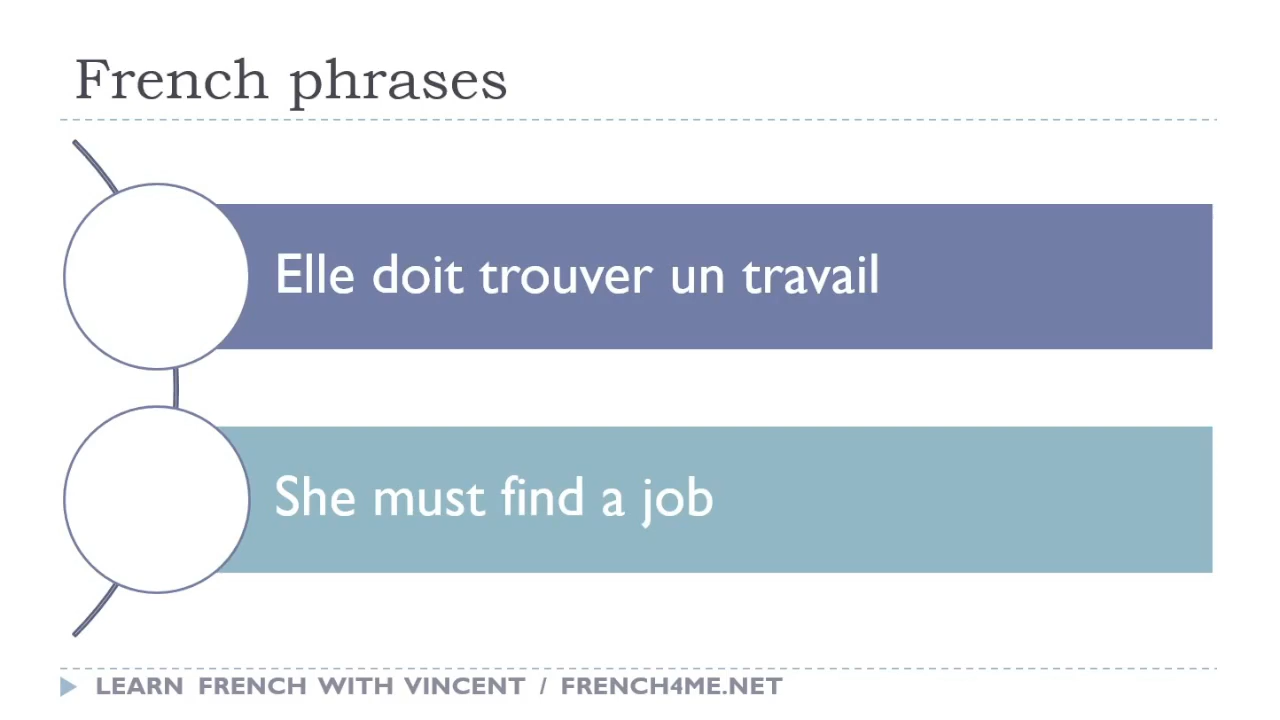 French phrases
Elle doit trouver un travail
She must find a job
LEARN FRENCH WITH VINCENT / FRENCH4ME.NET